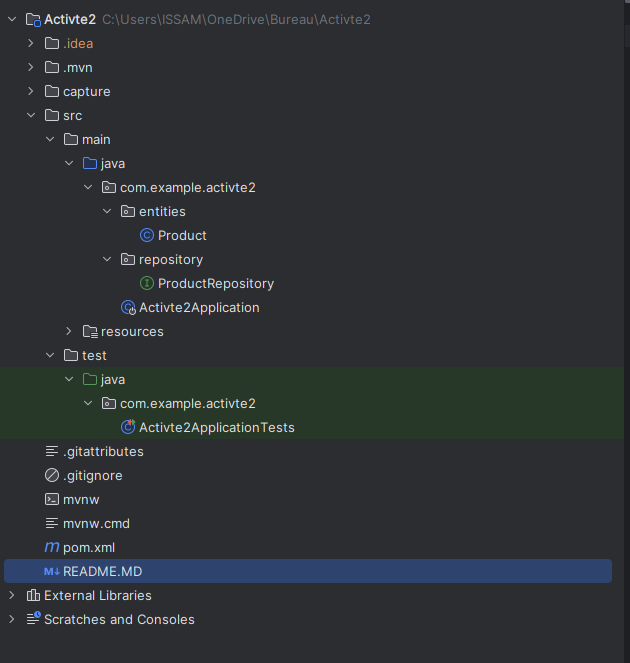 Activte2 C:\Users\ISSAM\OneDrive\Bureau\Activte2
.idea
.mvn
capture
src
main
java
com.example.activte2
entities
Product
repository
ProductRepository
Activte2Application
resources
test
java
com.example.activte2
Activte2ApplicationTests
.gitattributes
.gitignore
mvnw
mvnw.cmd
pom.xml
README.MD
External Libraries
Scratches and Consoles